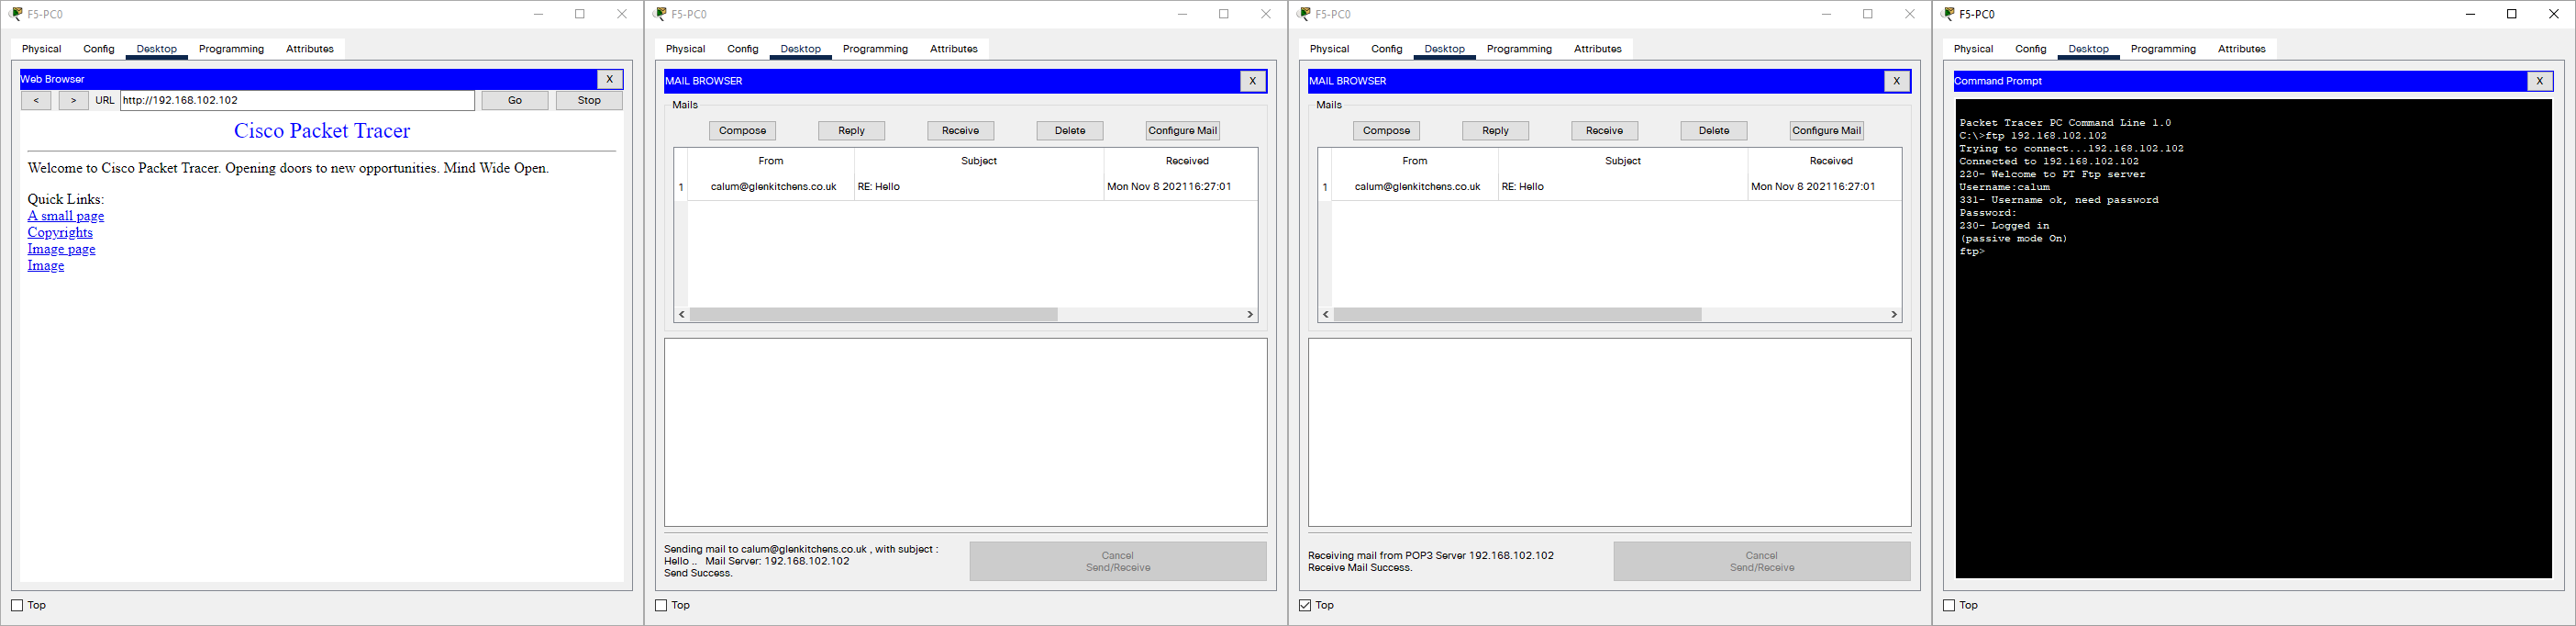 F5-PC0
Physical Config Desktop Programming Attributes
Web Browser X
< > URL http://192.168.102.102 Go Stop
Cisco Packet Tracer
Welcome to Cisco Packet Tracer. Opening doors to new opportunities. Mind Wide Open.
Quick Links:
A small page
Copyrights
Image page
Image
Top
F5-PC0
Physical Config Desktop Programming Attributes
MAIL BROWSER X
Mails
Compose Reply Receive Delete Configure Mail
From Subject Received
1 calum@glenkitchens.co.uk RE: Hello Mon Nov 8 202116:27:01
Sending mail to calum@glenkitchens.co.uk , with subject :
Hello .. Mail Server: 192.168.102.102
Send Success.
Cancel
Send/Receive
Top
F5-PC0
Physical Config Desktop Programming Attributes
MAIL BROWSER X
Mails
Compose Reply Receive Delete Configure Mail
From Subject Received
1 calum@glenkitchens.co.uk RE: Hello Mon Nov 8 202116:27:01
Receiving mail from POP3 Server 192.168.102.102
Receive Mail Success.
Cancel
Send/Receive
Top
F5-PC0
Physical Config Desktop Programming Attributes
Command Prompt X
Packet Tracer PC Command Line 1.0
C:\>ftp 192.168.102.102
Trying to connect...192.168.102.102
Connected to 192.168.102.102
220- Welcome to PT Ftp server
Username:calum
331- Username ok, need password
Password:
230- Logged in
(passive mode On)
ftp>
Top